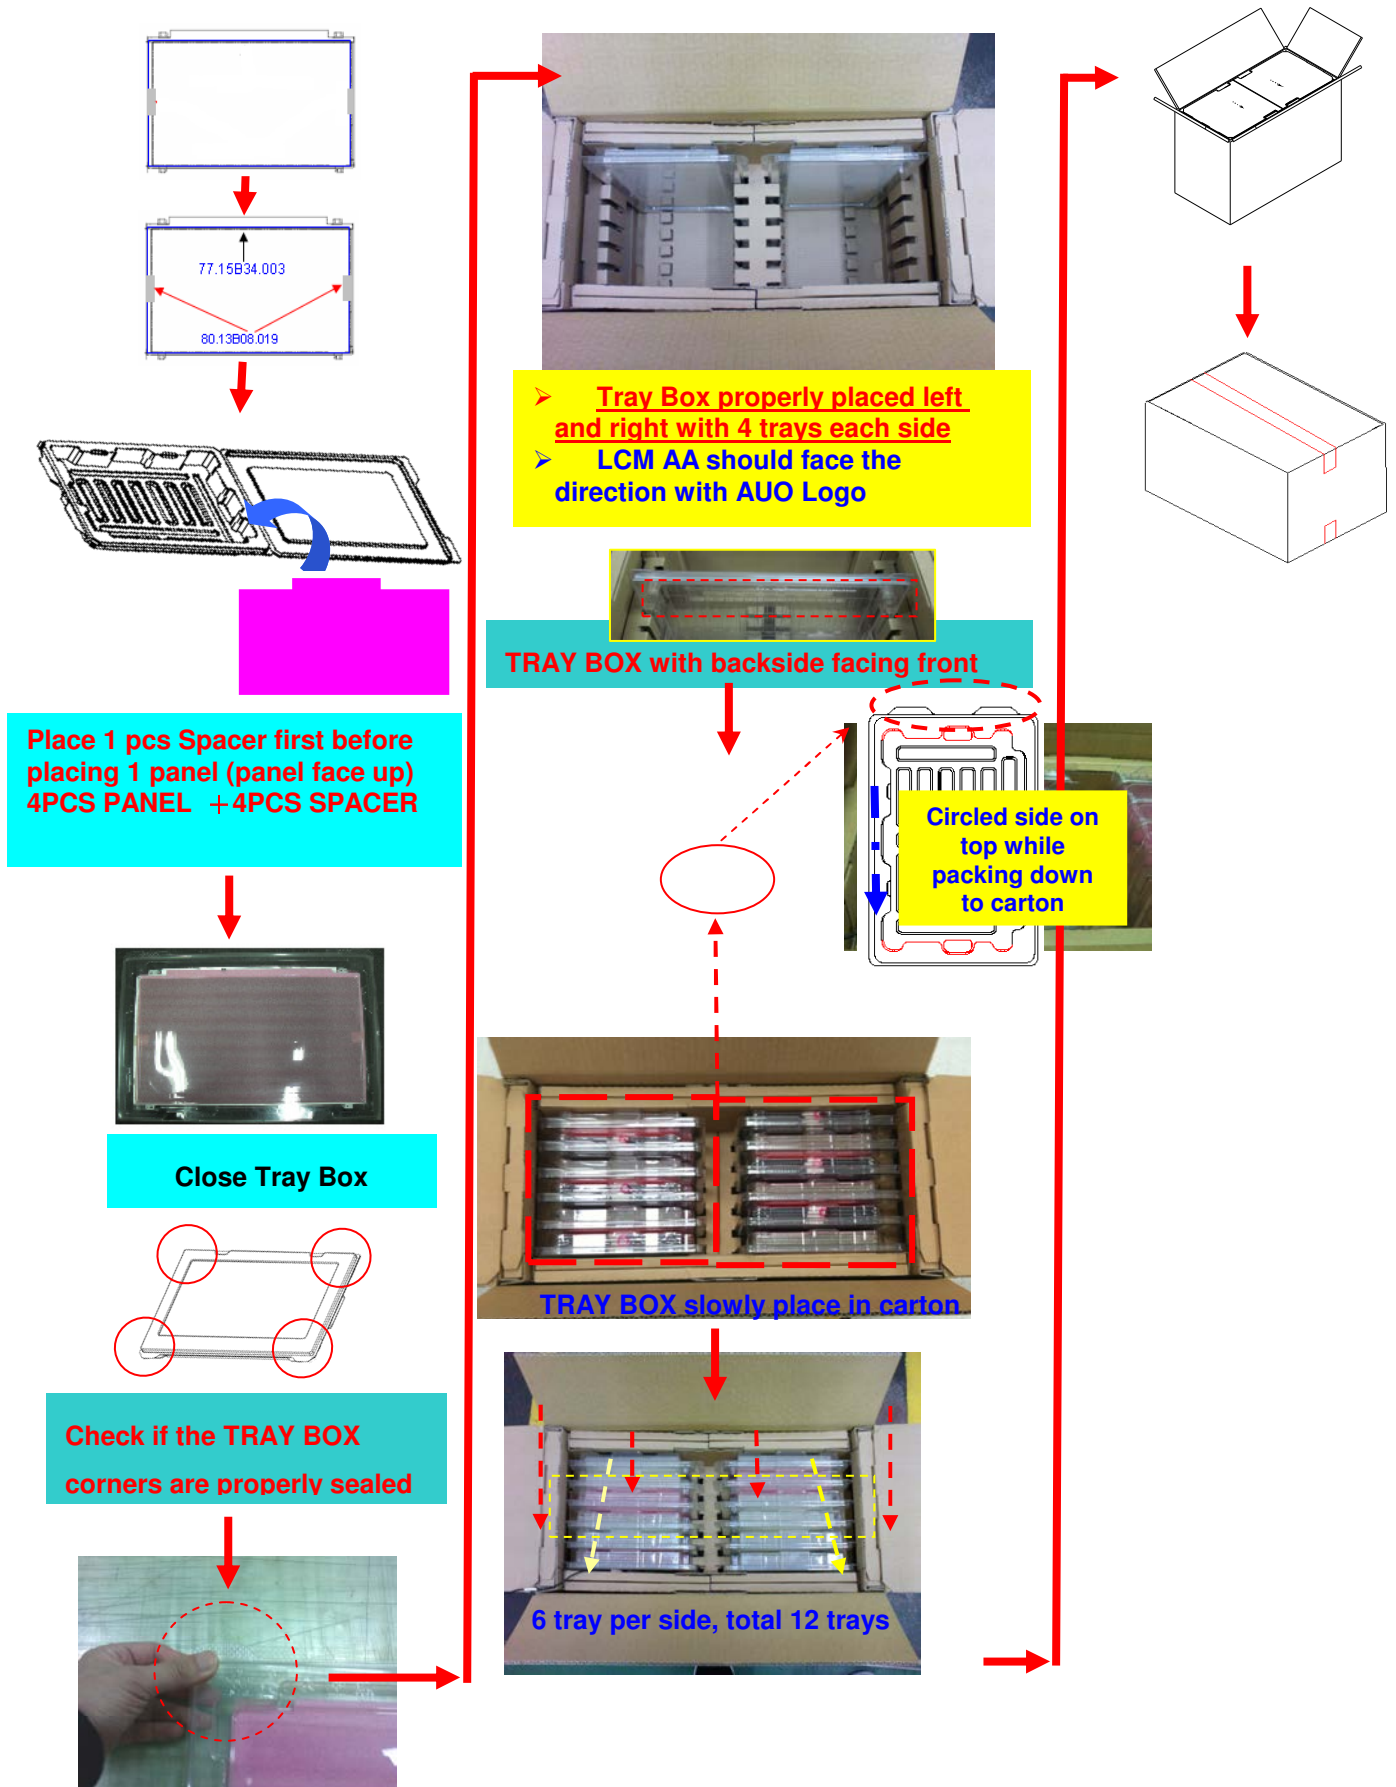 77.15B34.003
80.13B08.019
Place 1 pcs Spacer first before
placing 1 panel (panel face up)
4PCS PANEL ＋4PCS SPACER
Close Tray Box
Check if the TRAY BOX
corners are properly sealed
➢ Tray Box properly placed left
and right with 4 trays each side
➢ LCM AA should face the
direction with AUO Logo
TRAY BOX with backside facing front
Circled side on
top while
packing down
to carton
TRAY BOX slowly place in carton
6 tray per side, total 12 trays